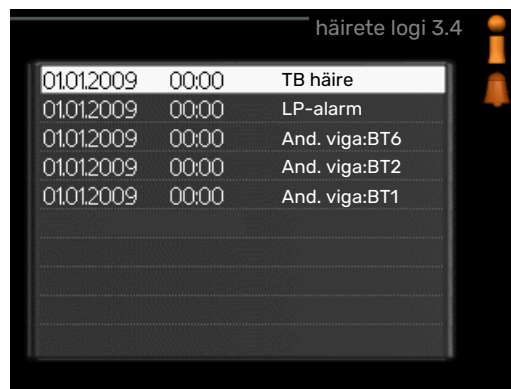 häirete logi 3.4
01.01.2009 00:00 TB häire
01.01.2009 00:00 LP-alarm
01.01.2009 00:00 And. viga:BT6
01.01.2009 00:00 And. viga:BT2
01.01.2009 00:00 And. viga:BT1